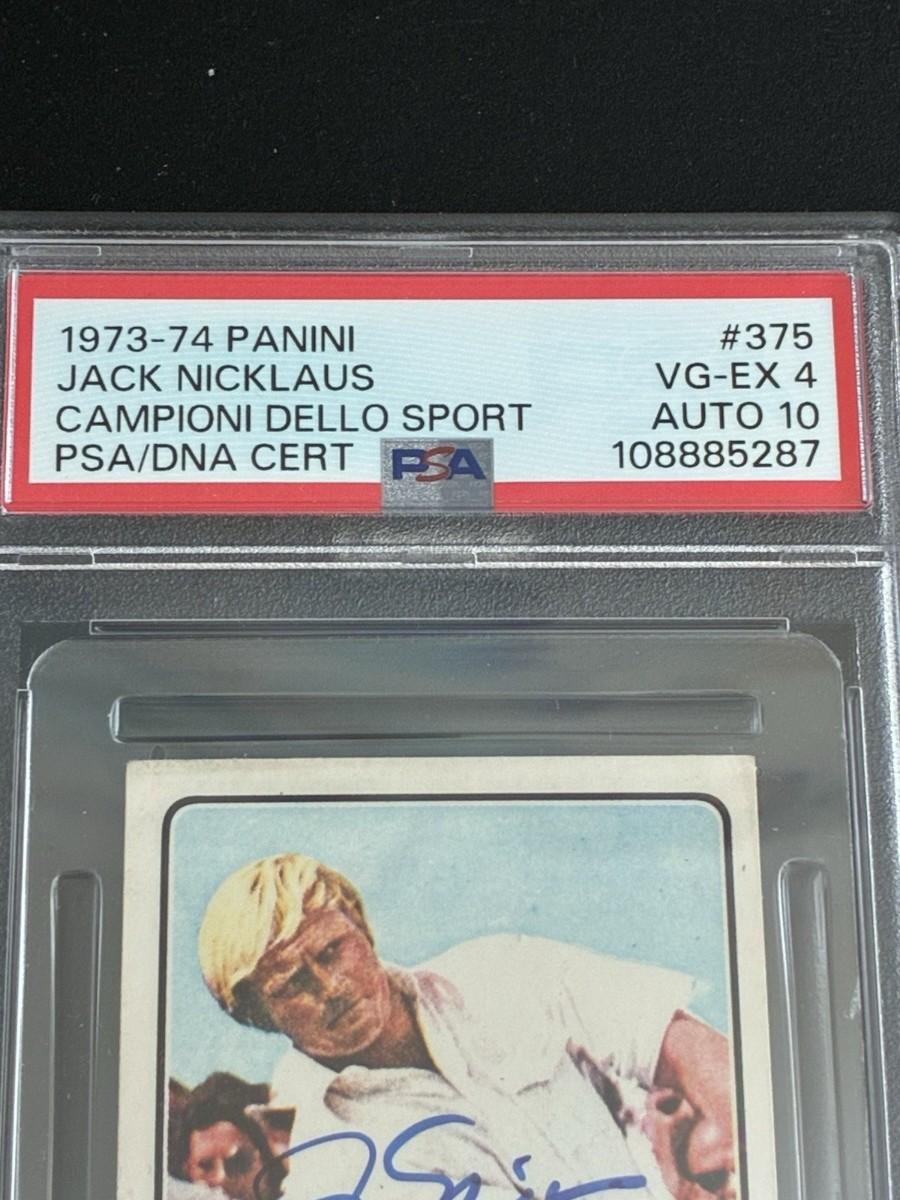 1973-74 PANINI #375
JACK NICKLAUS VG-EX 4
CAMPIONI DELLO SPORT AUTO 10
PSA/DNA CERT PSA 108885287